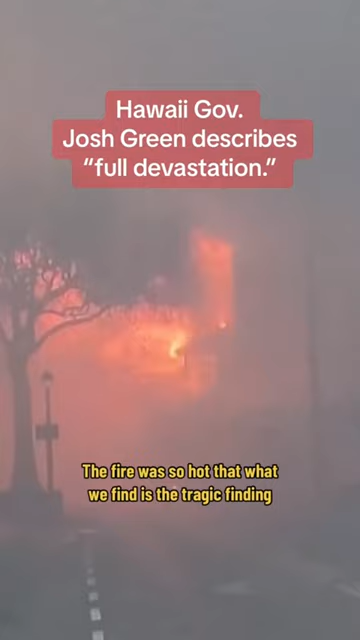 Hawaii Gov.
Josh Green describes
“full devastation.”
The fire was so hot that what
we find is the tragic finding